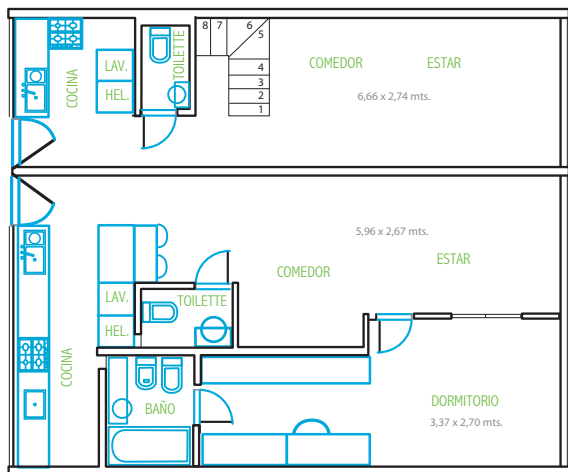 8 7 6
5
4
3
2
1
LAV.
HEL.
COCINA
TOILETTE
COMEDOR ESTAR
6,66 x 2,74 mts.
5,96 x 2,67 mts.
COMEDOR ESTAR
LAV.
HEL.
TOILETTE
COCINA
BAÑO
DORMITORIO
3,37 x 2,70 mts.